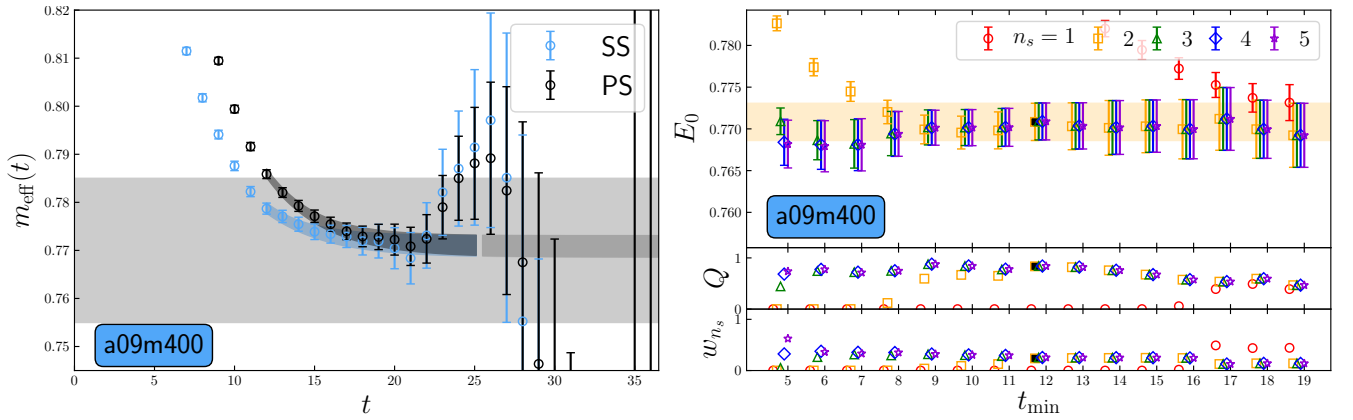 0.82
0.81
0.80
0.79
0.78
0.77
0.76
0.75
m_eff(t)
SS
PS
a09m400
0 5 10 15 20 25 30 35
t
0.780
0.775
0.770
0.765
0.760
E_0
n_s = 1 2 3 4 5
a09m400
1
0
Q
1
0
w_{n_s}
5 6 7 8 9 10 11 12 13 14 15 16 17 18 19
t_min